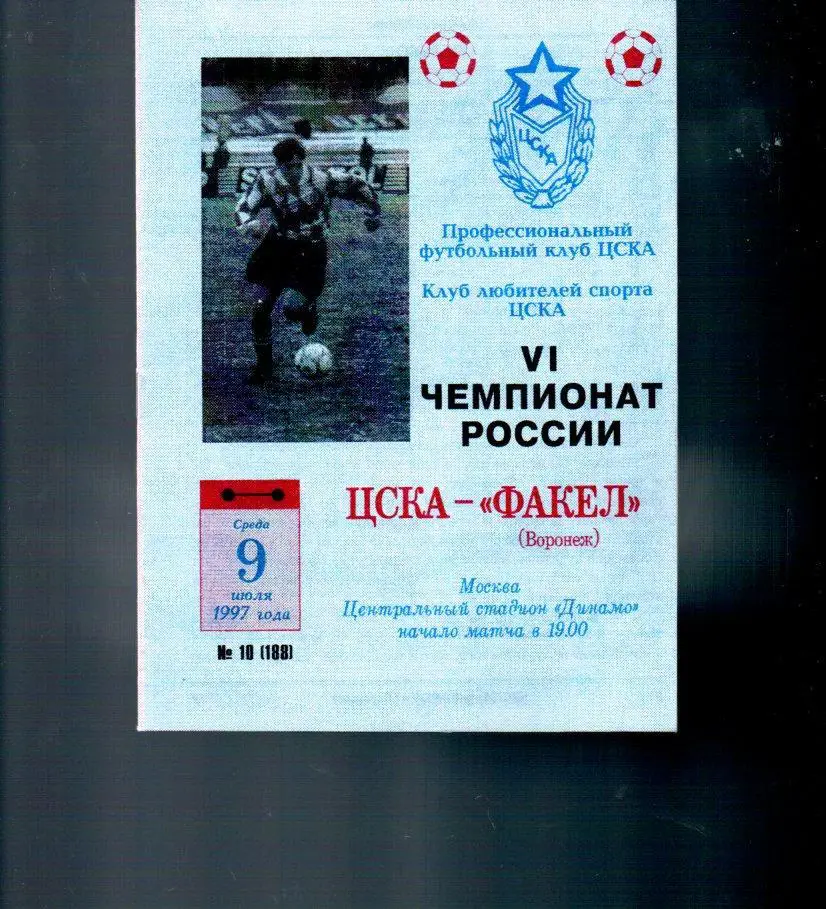 ЦСКА
Профессиональный
футбольный клуб ЦСКА
Клуб любителей спорта
ЦСКА
VI
ЧЕМПИОНАТ
РОССИИ
ЦСКА – «ФАКЕЛ»
(Воронеж)
Среда
9
июля
1997 года
№ 10 (188)
Москва
Центральный стадион «Динамо»
начало матча в 19.00